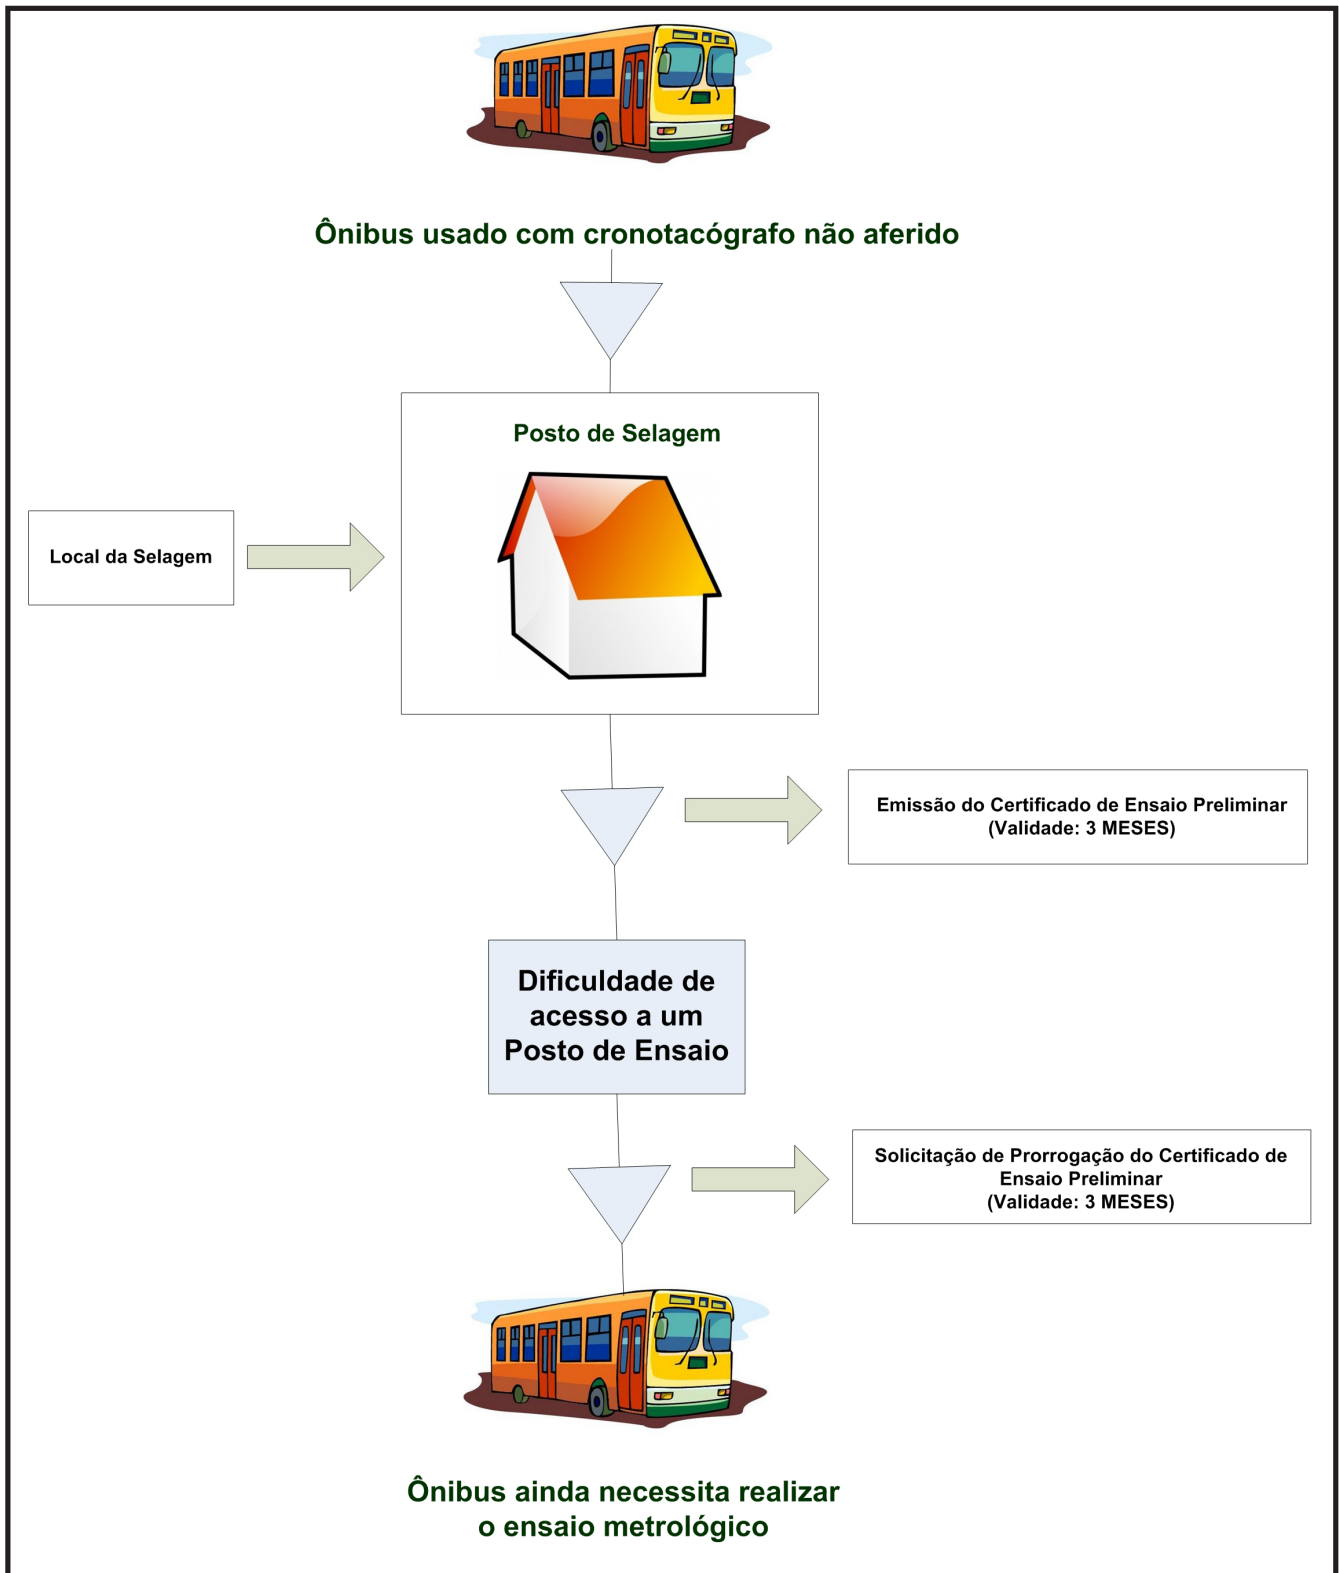 Ônibus usado com cronotacógrafo não aferido
Posto de Selagem
Local da Selagem
Emissão do Certificado de Ensaio Preliminar
(Validade: 3 MESES)
Dificuldade de
acesso a um
Posto de Ensaio
Solicitação de Prorrogação do Certificado de
Ensaio Preliminar
(Validade: 3 MESES)
Ônibus ainda necessita realizar
o ensaio metrológico